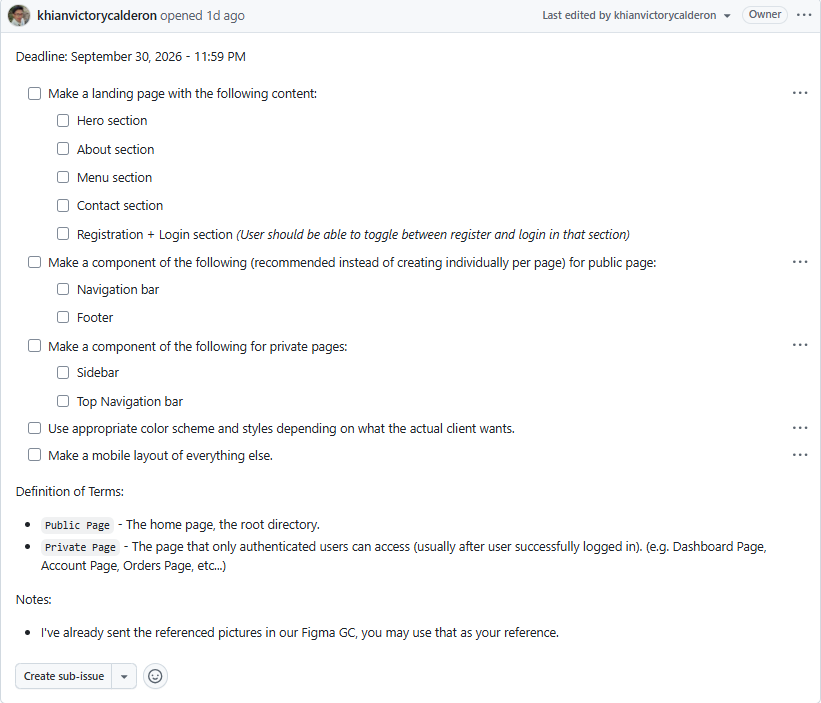 khianvictorycalderon opened 1d ago
Last edited by khianvictorycalderon
Owner
Deadline: September 30, 2026 - 11:59 PM
Make a landing page with the following content:
Hero section
About section
Menu section
Contact section
Registration + Login section (User should be able to toggle between register and login in that section)
Make a component of the following (recommended instead of creating individually per page) for public page:
Navigation bar
Footer
Make a component of the following for private pages:
Sidebar
Top Navigation bar
Use appropriate color scheme and styles depending on what the actual client wants.
Make a mobile layout of everything else.
Definition of Terms:
Public Page - The home page, the root directory.
Private Page - The page that only authenticated users can access (usually after user successfully logged in). (e.g. Dashboard Page,
Account Page, Orders Page, etc...)
Notes:
I've already sent the referenced pictures in our Figma GC, you may use that as your reference.
Create sub-issue